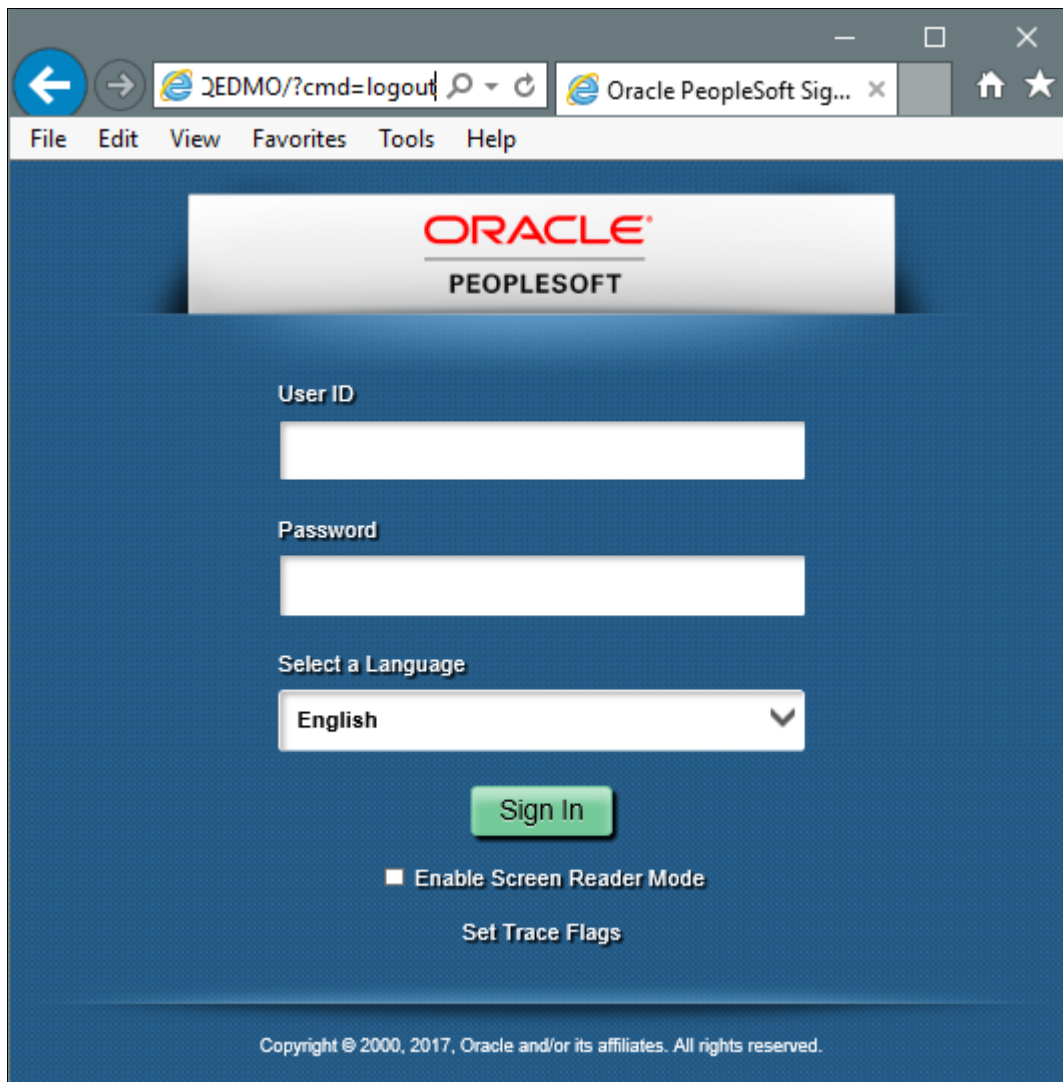 QEDMO/?cmd=logout
Oracle PeopleSoft Sig...
File Edit View Favorites Tools Help
ORACLE
PEOPLESOFT
User ID
Password
Select a Language
English
Sign In
Enable Screen Reader Mode
Set Trace Flags
Copyright © 2000, 2017, Oracle and/or its affiliates. All rights reserved.